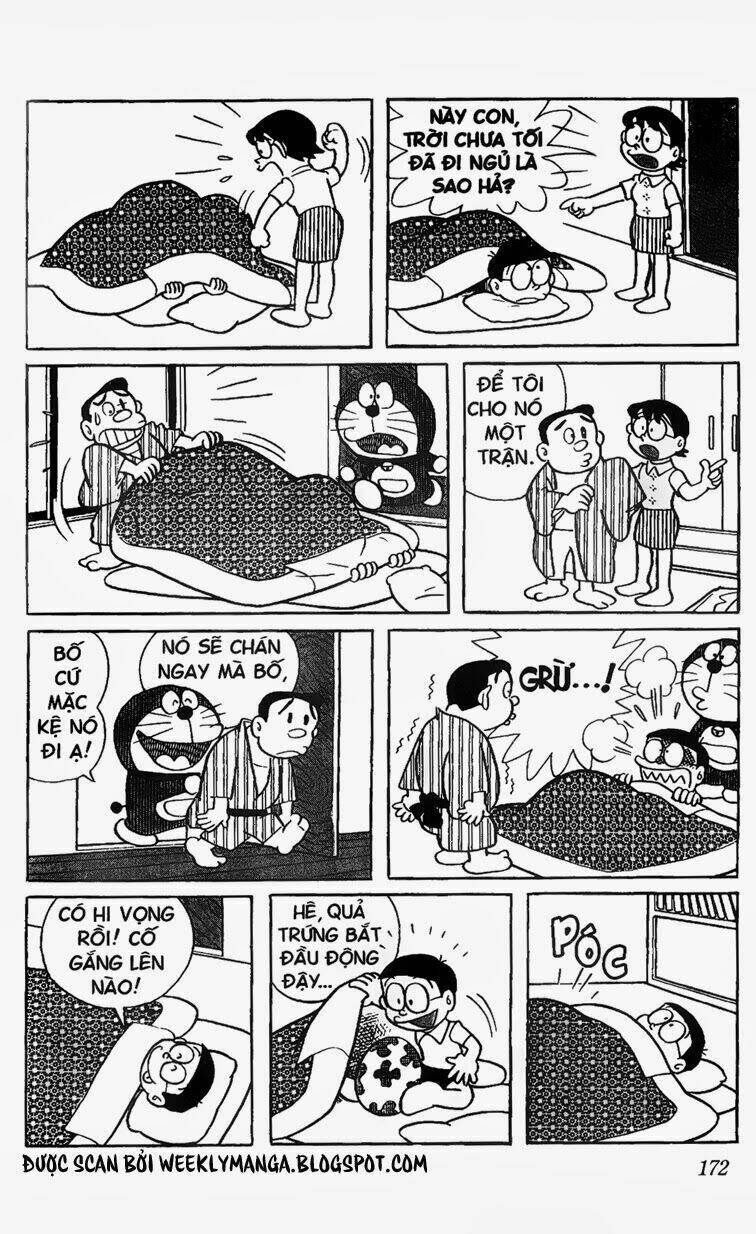 NÀY CON,
TRỜI CHƯA TỐI
ĐÃ ĐI NGỦ LÀ
SAO HẢ?
ĐỂ TÔI
CHO NÓ
MỘT
TRẬN.
BỐ
CỨ
MẶC
KỆ NÓ
ĐI Ạ!
NÓ SẼ CHÁN
NGAY MÀ BỐ,
GRỪ...!
CÓ HI VỌNG
RỒI! CỐ
GẮNG LÊN
NÀO!
HÊ, QUẢ
TRỨNG BẮT
ĐẦU ĐỘNG
ĐẬY...
PÓC
ĐƯỢC SCAN BỞI WEEKLYMANGA.BLOGSPOT.COM
172